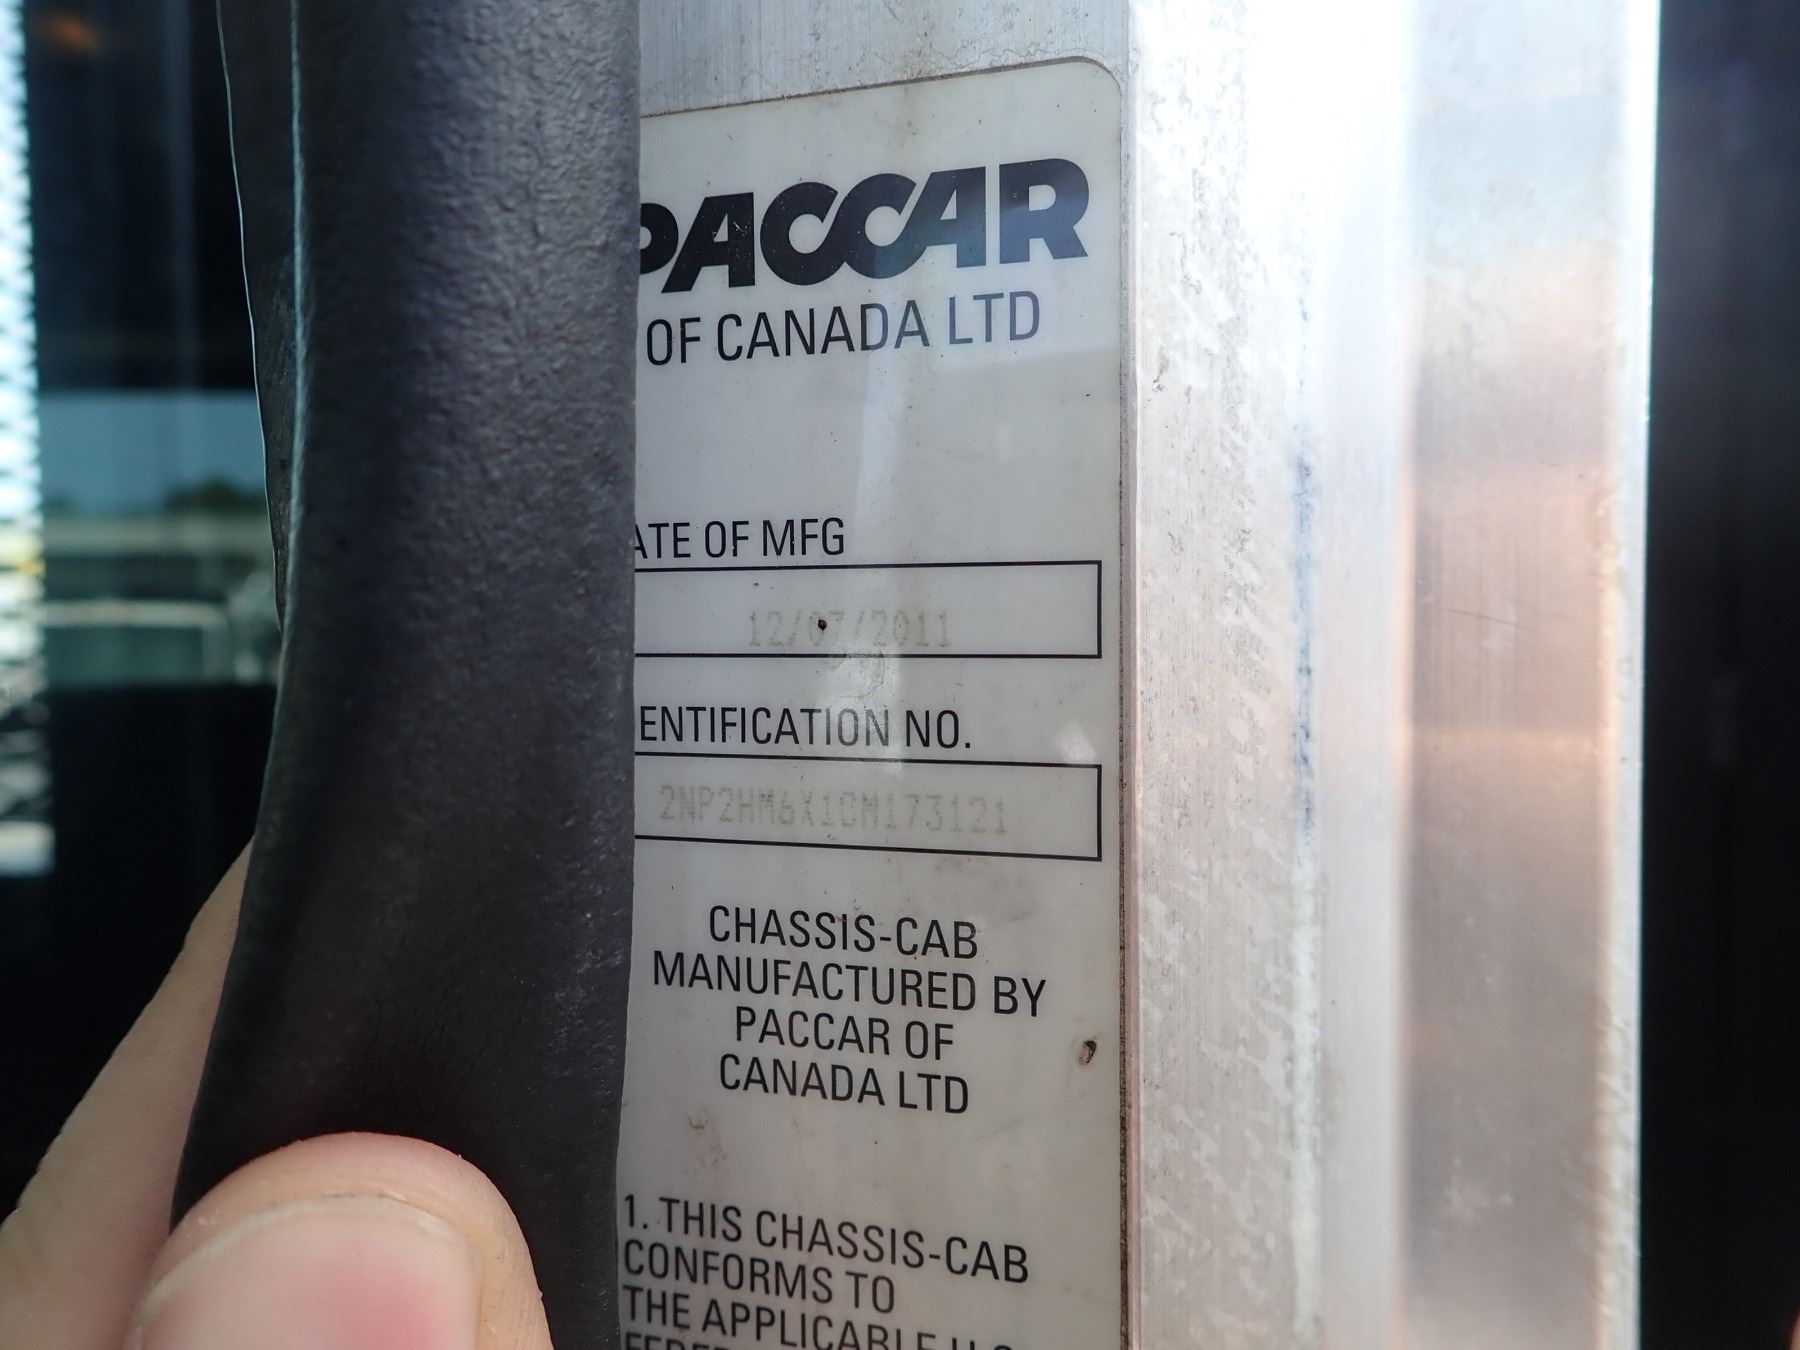 PACCAR
OF CANADA LTD
ATE OF MFG
12/07/2011
ENTIFICATION NO.
2NP2HM6X1CM173121
CHASSIS-CAB
MANUFACTURED BY
PACCAR OF
CANADA LTD
1. THIS CHASSIS-CAB
CONFORMS TO
THE APPLICABLE U.S.